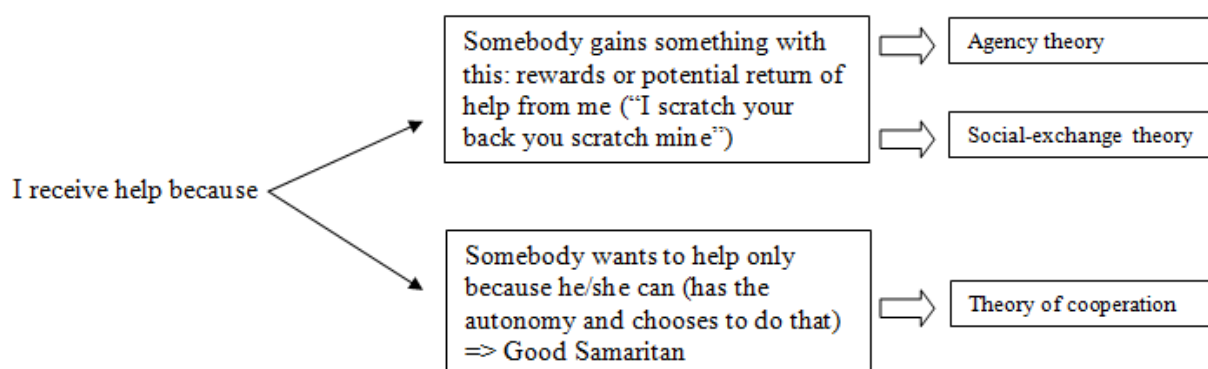 Somebody gains something with
this: rewards or potential return of
help from me (“I scratch your
back you scratch mine”)
Agency theory
Social-exchange theory
I receive help because
Somebody wants to help only
because he/she can (has the
autonomy and chooses to do that)
=> Good Samaritan
Theory of cooperation